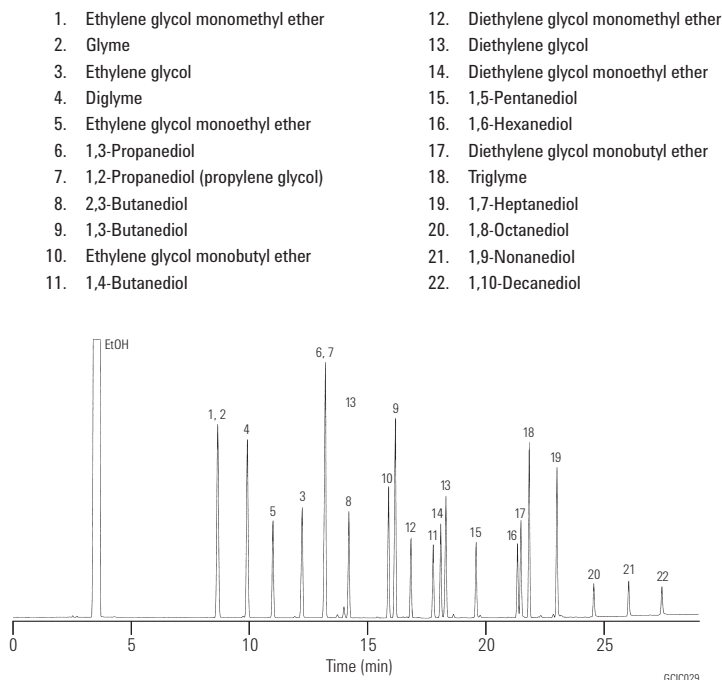 1. Ethylene glycol monomethyl ether
2. Glyme
3. Ethylene glycol
4. Diglyme
5. Ethylene glycol monoethyl ether
6. 1,3-Propanediol
7. 1,2-Propanediol (propylene glycol)
8. 2,3-Butanediol
9. 1,3-Butanediol
10. Ethylene glycol monobutyl ether
11. 1,4-Butanediol
12. Diethylene glycol monomethyl ether
13. Diethylene glycol
14. Diethylene glycol monoethyl ether
15. 1,5-Pentanediol
16. 1,6-Hexanediol
17. Diethylene glycol monobutyl ether
18. Triglyme
19. 1,7-Heptanediol
20. 1,8-Octanediol
21. 1,9-Nonanediol
22. 1,10-Decanediol
EtOH
1, 2
4
5
3
6, 7
13
8
10
9
12
11
14
13
15
16
17
18
19
20
21
22
0 5 10 15 20 25
Time (min)
GCIC029